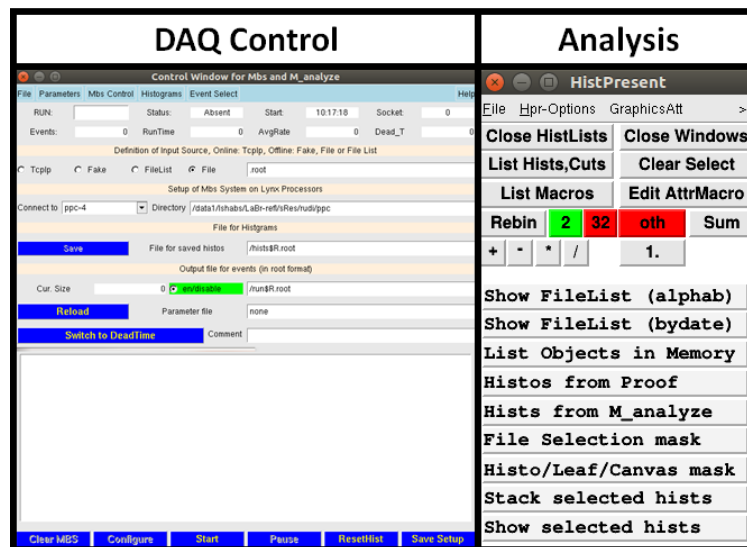 DAQ Control
Control Window for Mbs and M_analyze
File Parameters Mbs Control Histograms Event Select Help
RUN: Status: Absent Start: 10:17:18 Socket: 0
Events: 0 RunTime 0 AvgRate 0 Dead_T 0
Definition of Input Source, Online: TcpIp, Offline: Fake, File or File List
TcpIp Fake FileList File .root
Setup of Mbs System on Lynx Processors
Connect to ppc-4 Directory /data1/lshabs/LaBr-refl/sRes/rudi/ppc
File for Histgrams
Save File for saved histos /hists$R.root
Output file for events (in root format)
Cur. Size 0 en/disable /run$R.root
Reload Parameter file none
Switch to DeadTime Comment
Clear MBS Configure Start Pause ResetHist Save Setup
Analysis
HistPresent
File Hpr-Options GraphicsAtt >
Close HistLists Close Windows
List Hists,Cuts Clear Select
List Macros Edit AttrMacro
Rebin 2 32 oth Sum
+ - * / 1.
Show FileList (alphab)
Show FileList (bydate)
List Objects in Memory
Histos from Proof
Hists from M_analyze
File Selection mask
Histo/Leaf/Canvas mask
Stack selected hists
Show selected hists